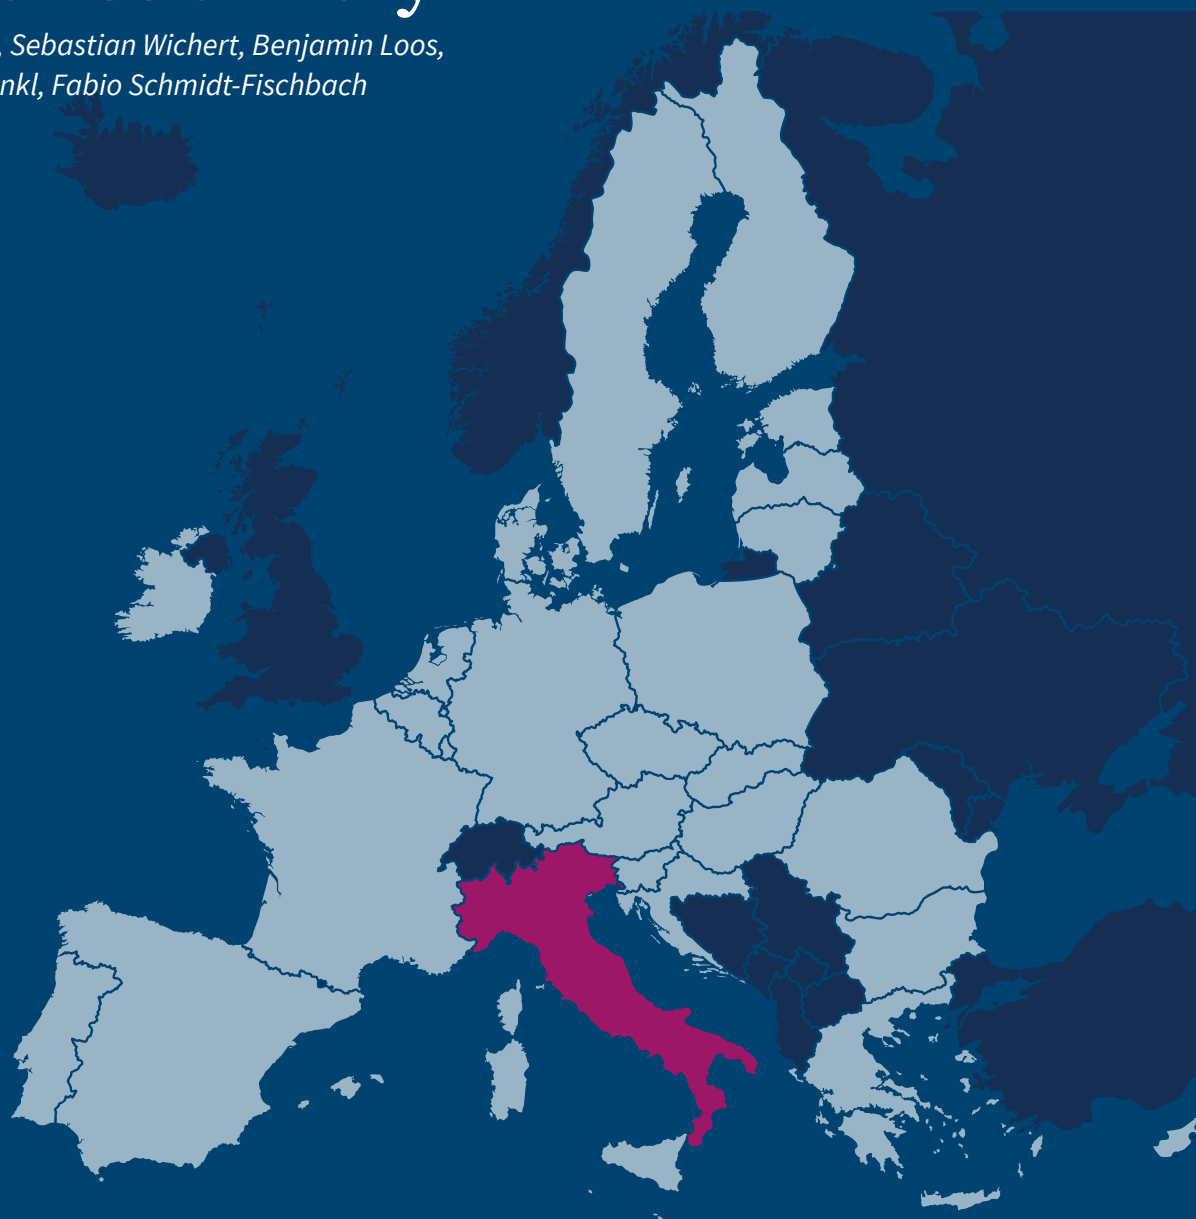 , Sebastian Wichert, Benjamin Loos,
nkl, Fabio Schmidt-Fischbach